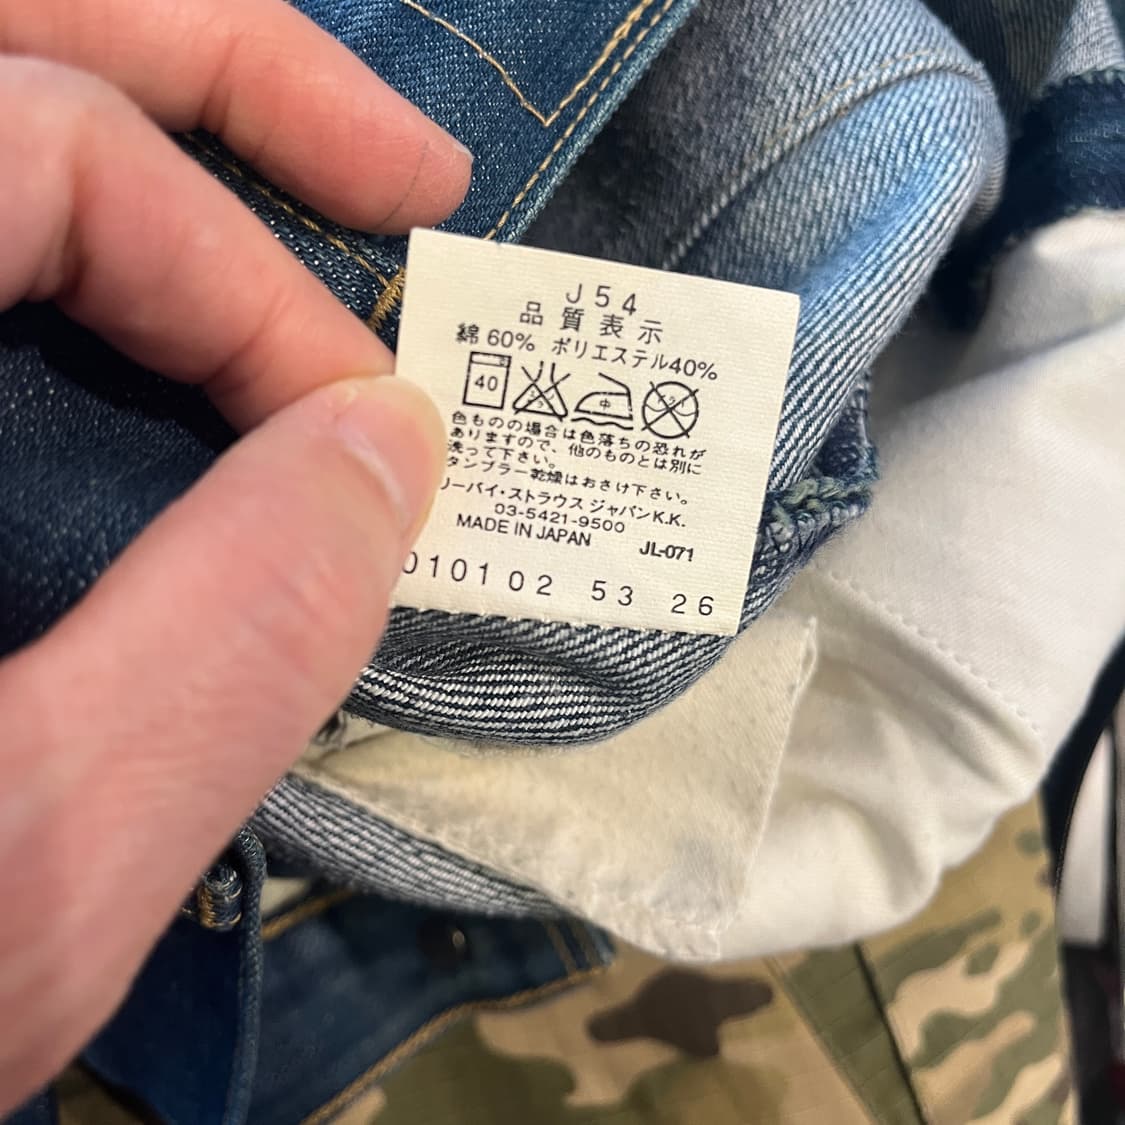 J54
品質表示
綿 60% ポリエステル40%
40 中
色ものの場合は色落ちの恐れが
ありますので、他のものとは別に
洗って下さい。
タンブラー乾燥はおさけ下さい。
リーバイ・ストラウス ジャパンK.K.
03-5421-9500
MADE IN JAPAN JL-071
010102 53 26